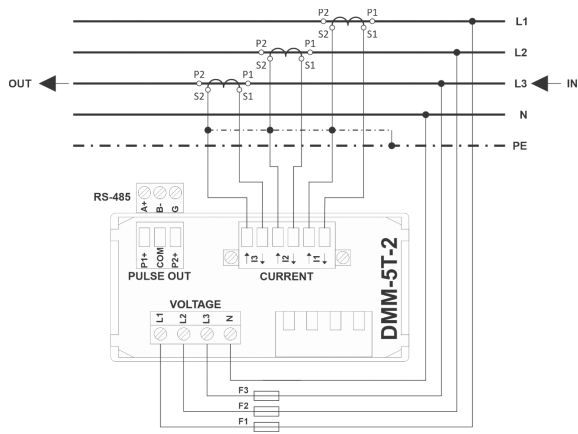 P2 P1 L1
S2 S1
P2 P1 L2
S2 S1
P2 P1
OUT L3 IN
S2 S1
N
PE
RS-485 A+ B- G
P1+ COM P2+
PULSE OUT
I3 I2 I1
CURRENT
DMM-5T-2
VOLTAGE
L1 L2 L3 N
F3
F2
F1